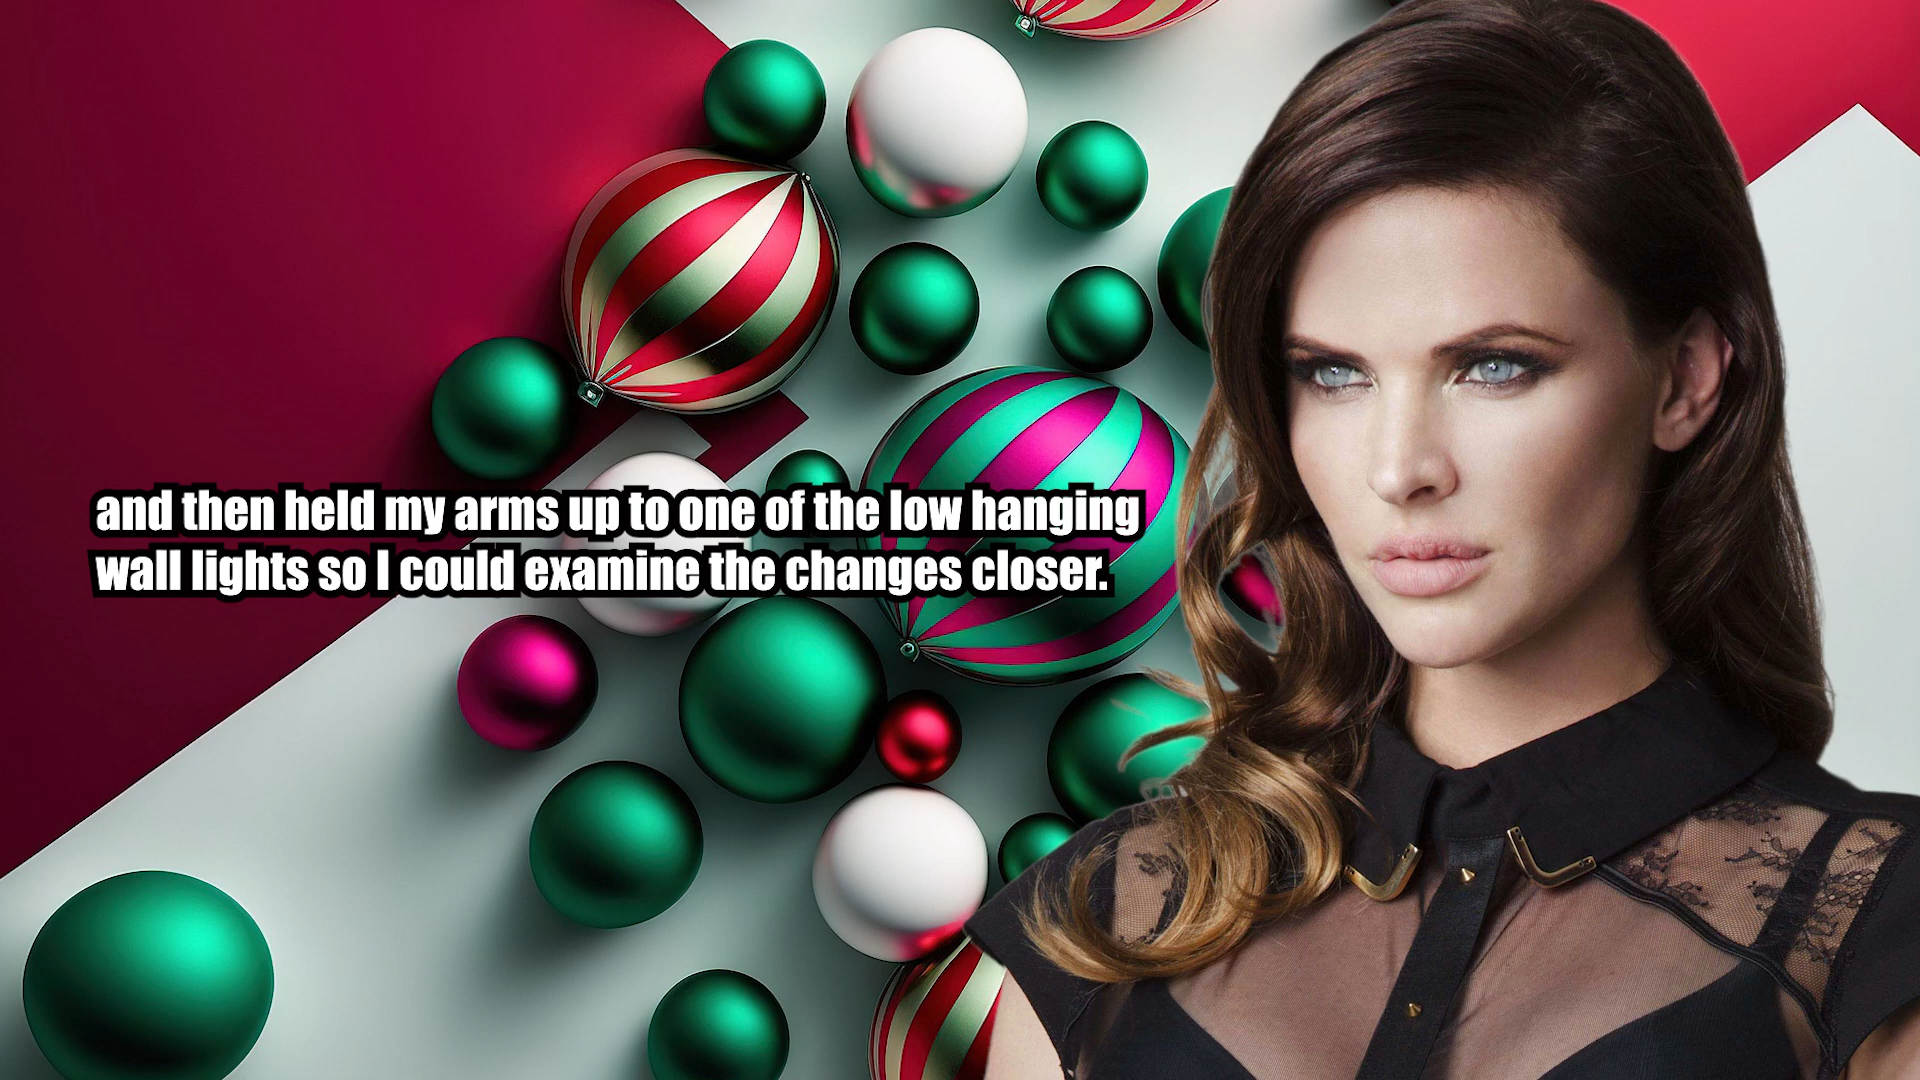 and then held my arms up to one of the low hanging
wall lights so I could examine the changes closer.